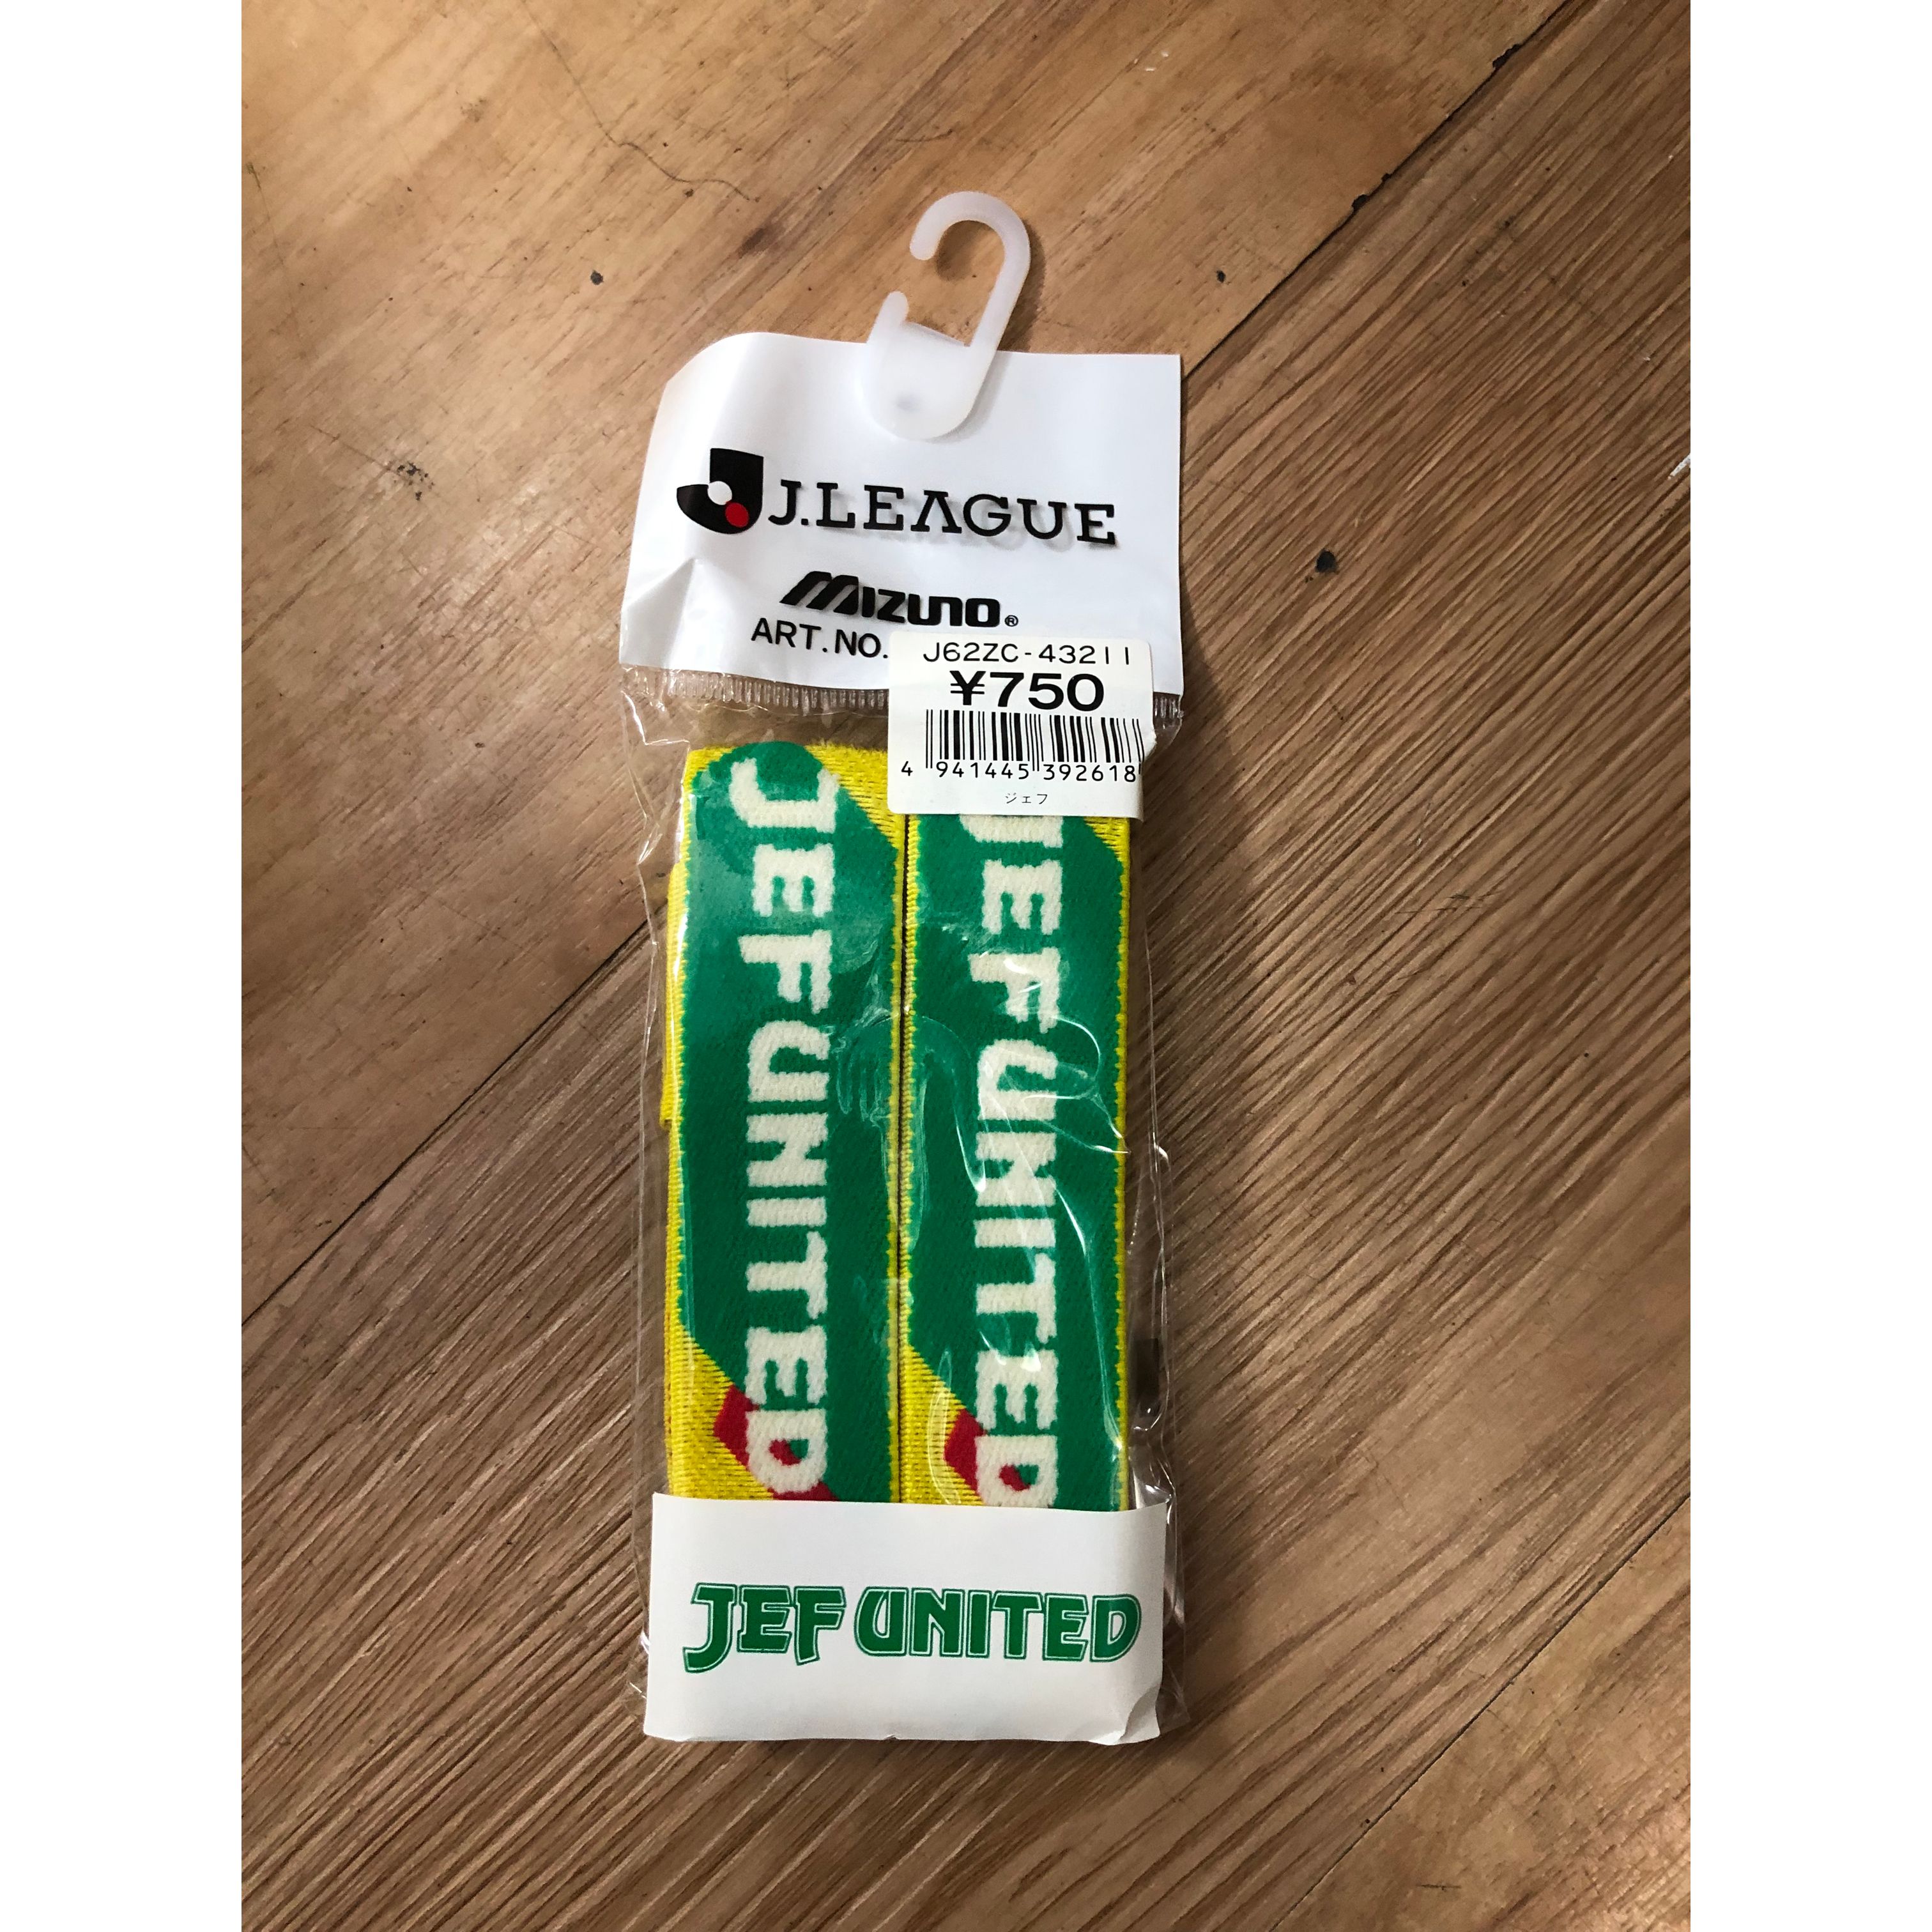 J.LEAGUE
MIZUNO®
ART.NO.
J62ZC-43211
¥750
4 941445 392618
ジェフ
JEF UNITED
JEF UNITED
JEF UNITED